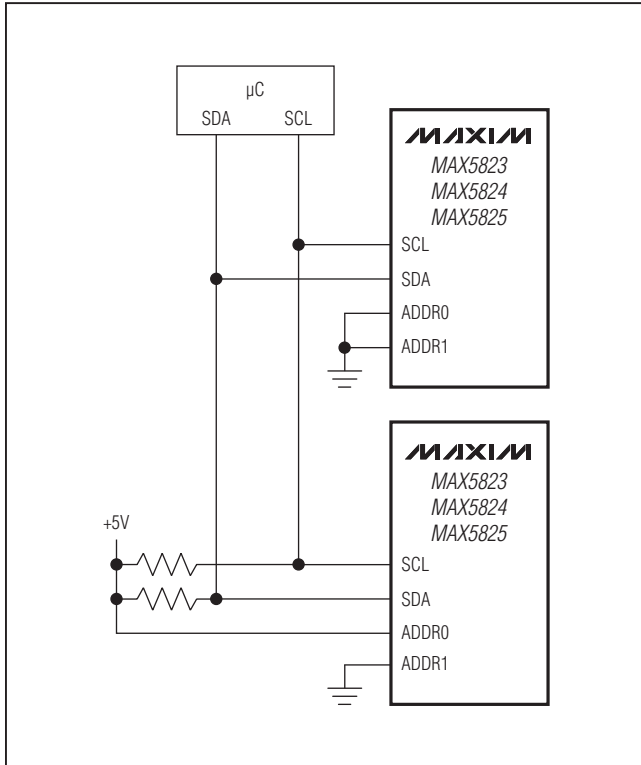 µC
SDA SCL
MAXIM
MAX5823
MAX5824
MAX5825
SCL
SDA
ADDR0
ADDR1
MAXIM
MAX5823
MAX5824
MAX5825
+5V
SCL
SDA
ADDR0
ADDR1